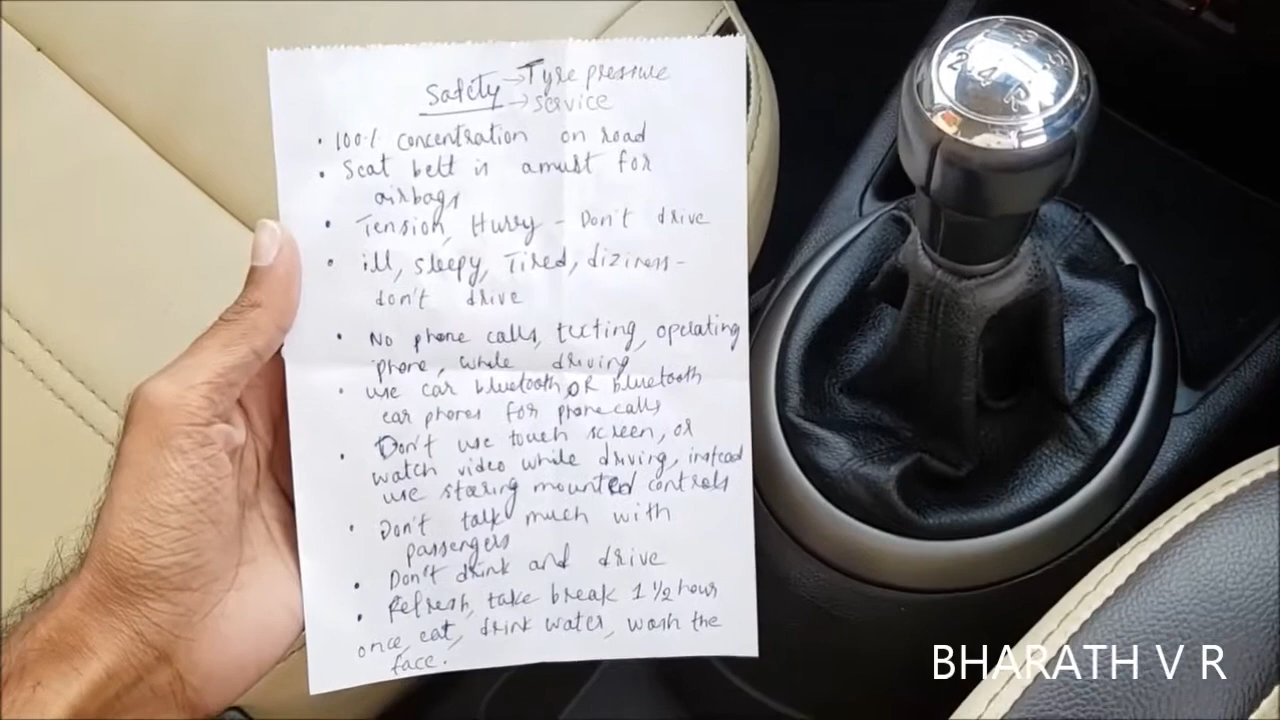 Safety → Tyre pressure
→ service
• 100% concentration on road
• Seat belt is a must for
airbags
• Tension, Hurry - Don't drive
• ill, sleepy, Tired, diziness -
don't drive
• No phone calls, texting, operating
phone, while driving
• use car bluetooth OR bluetooth
car phones for phone calls
• Don't use touch screen, or
watch video while driving, instead
use stearing mounted controls
• Don't talk much with
passengers
• Don't drink and drive
• Refresh, take break 1 1/2 hour
once, eat, drink water, wash the
face.
2 4 R
BHARATH V R